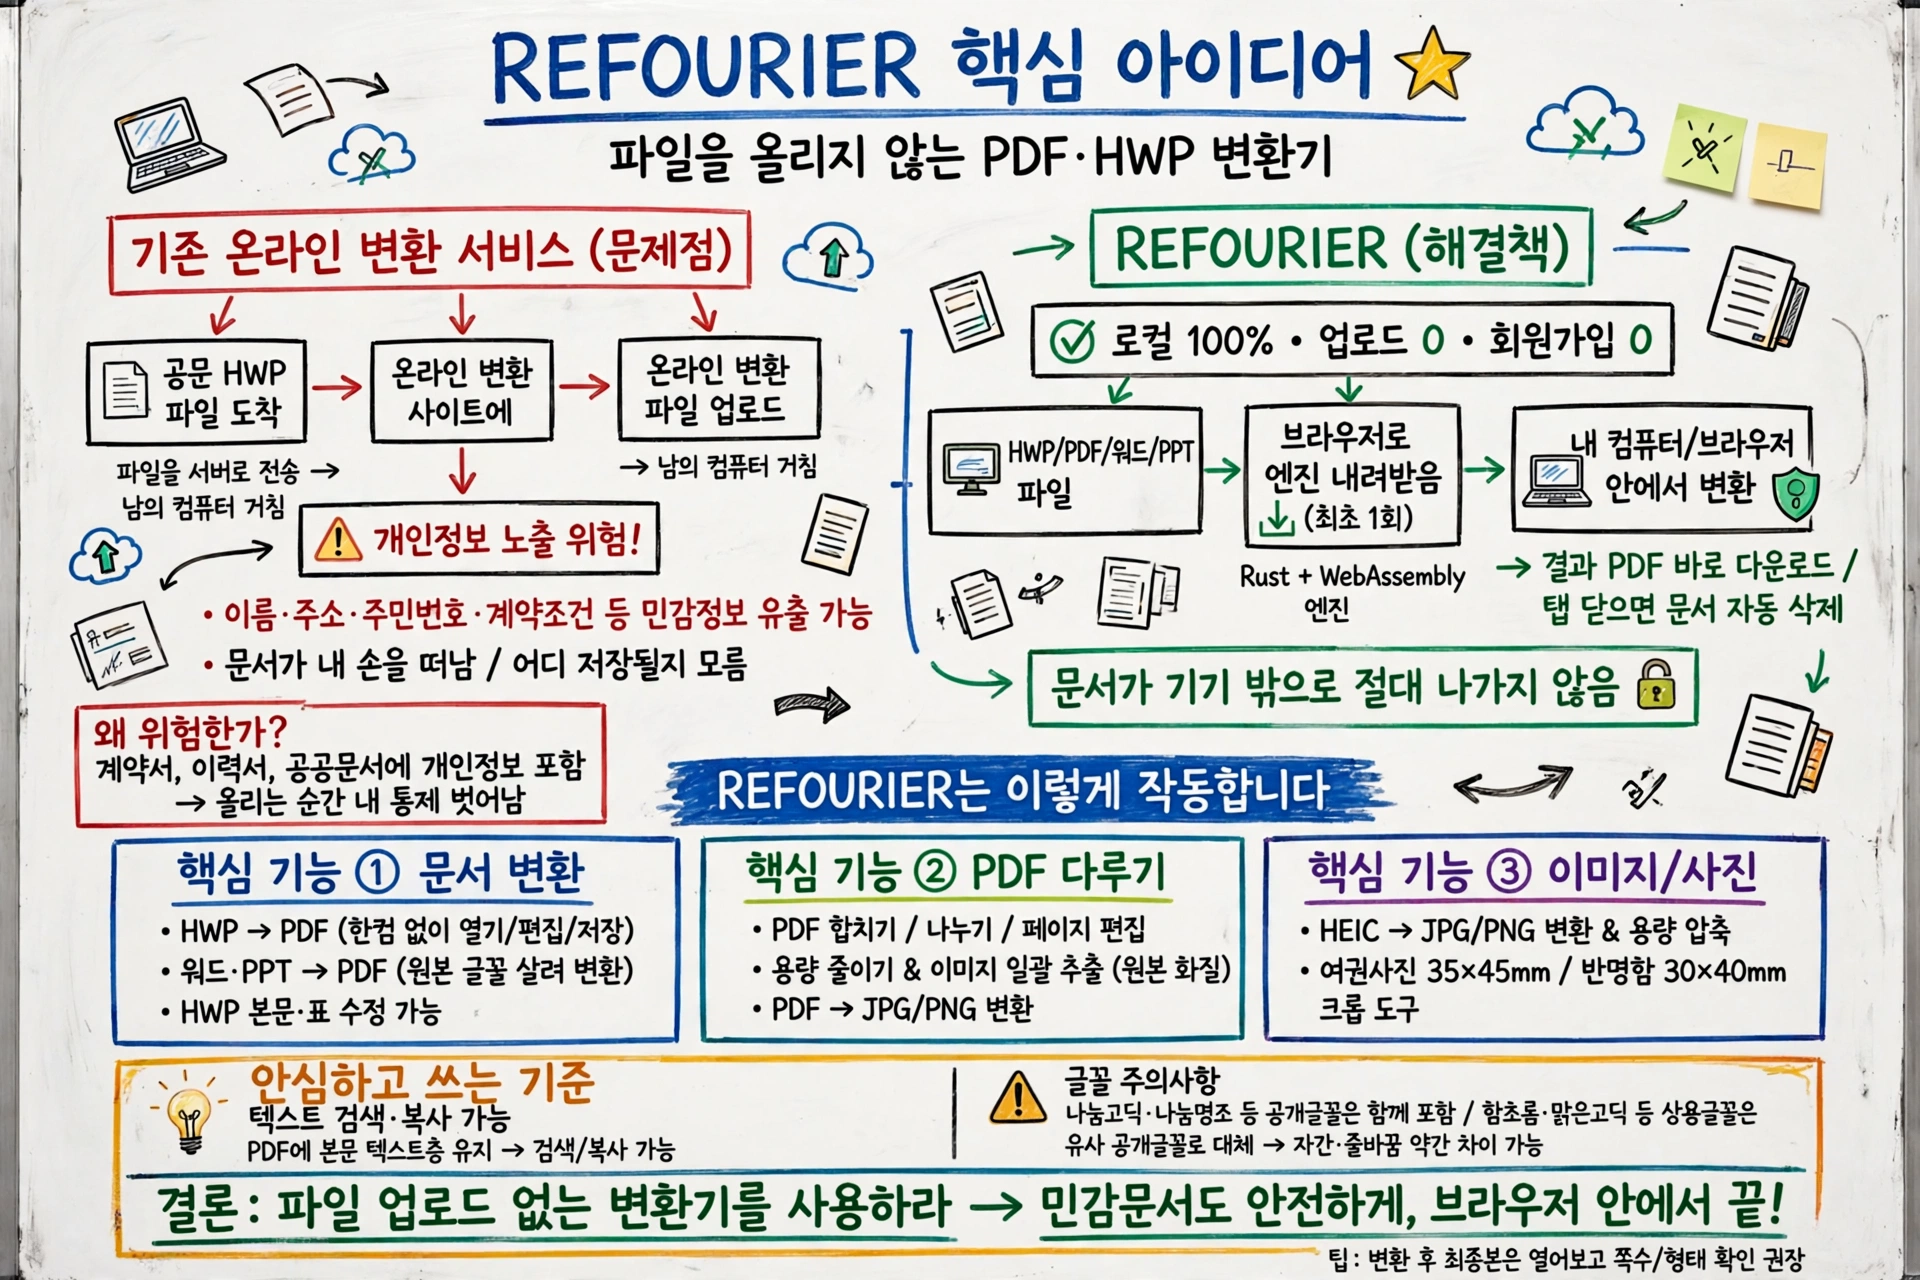 REFOURIER 핵심 아이디어
파일을 올리지 않는 PDF·HWP 변환기
기존 온라인 변환 서비스 (문제점)
공문 HWP
파일 도착
온라인 변환
사이트에
온라인 변환
파일 업로드
파일을 서버로 전송 →
남의 컴퓨터 거침
→ 남의 컴퓨터 거침
개인정보 노출 위험!
• 이름·주소·주민번호·계약조건 등 민감정보 유출 가능
• 문서가 내 손을 떠남 / 어디 저장될지 모름
왜 위험한가?
계약서, 이력서, 공공문서에 개인정보 포함
→ 올리는 순간 내 통제 벗어남
REFOURIER (해결책)
로컬 100% • 업로드 0 • 회원가입 0
HWP/PDF/워드/PPT
파일
브라우저로
엔진 내려받음
(최초 1회)
Rust + WebAssembly
엔진
내 컴퓨터/브라우저
안에서 변환
→ 결과 PDF 바로 다운로드 /
탭 닫으면 문서 자동 삭제
문서가 기기 밖으로 절대 나가지 않음
REFOURIER는 이렇게 작동합니다
핵심 기능 ① 문서 변환
• HWP → PDF (한컴 없이 열기/편집/저장)
• 워드·PPT → PDF (원본 글꼴 살려 변환)
• HWP 본문·표 수정 가능
핵심 기능 ② PDF 다루기
• PDF 합치기 / 나누기 / 페이지 편집
• 용량 줄이기 & 이미지 일괄 추출 (원본 화질)
• PDF → JPG/PNG 변환
핵심 기능 ③ 이미지/사진
• HEIC → JPG/PNG 변환 & 용량 압축
• 여권사진 35×45mm / 반명함 30×40mm
크롭 도구
안심하고 쓰는 기준
텍스트 검색·복사 가능
PDF에 본문 텍스트층 유지 → 검색/복사 가능
글꼴 주의사항
나눔고딕·나눔명조 등 공개글꼴은 함께 포함 / 함초롬·맑은고딕 등 상용글꼴은
유사 공개글꼴로 대체 → 자간·줄바꿈 약간 차이 가능
결론 : 파일 업로드 없는 변환기를 사용하라 → 민감문서도 안전하게, 브라우저 안에서 끝!
팁 : 변환 후 최종본은 열어보고 쪽수/형태 확인 권장